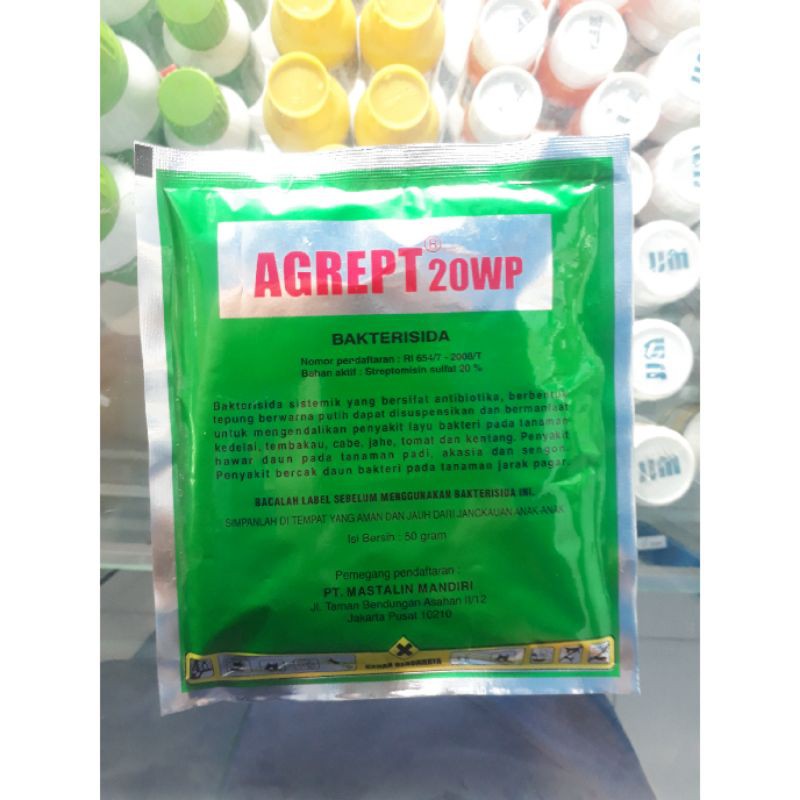 AGREPT® 20WP
BAKTERISIDA
Nomor pendaftaran : RI 654/7 - 2008/T
Bahan aktif : Streptomisin sulfat 20 %
Bakterisida sistemik yang bersifat antibiotika, berbentuk
tepung berwarna putih dapat disuspensikan dan bermanfaat
untuk mengendalikan penyakit layu bakteri pada tanaman
kedelai, tembakau, cabe, jahe, tomat dan kentang. Penyakit
hawar daun pada tanaman padi, akasia dan sengon.
Penyakit bercak daun bakteri pada tanaman jarak pagar.
BACALAH LABEL SEBELUM MENGGUNAKAN BAKTERISIDA INI.
SIMPANLAH DI TEMPAT YANG AMAN DAN JAUH DARI JANGKAUAN ANAK-ANAK
Isi Bersih : 50 gram
Pemegang pendaftaran :
PT. MASTALIN MANDIRI
Jl. Taman Bendungan Asahan II/12
Jakarta Pusat 10210
BAHAN BERBAHAYA